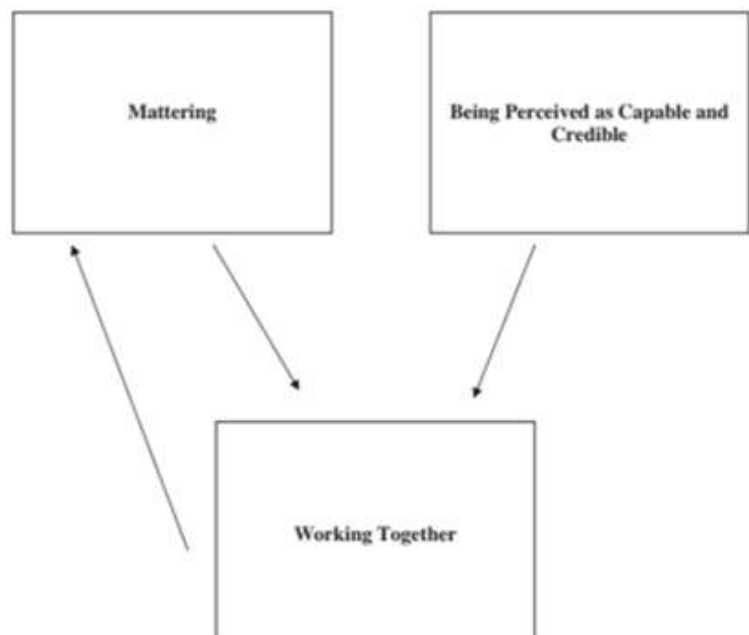 Mattering
Being Perceived as Capable and
Credible
Working Together